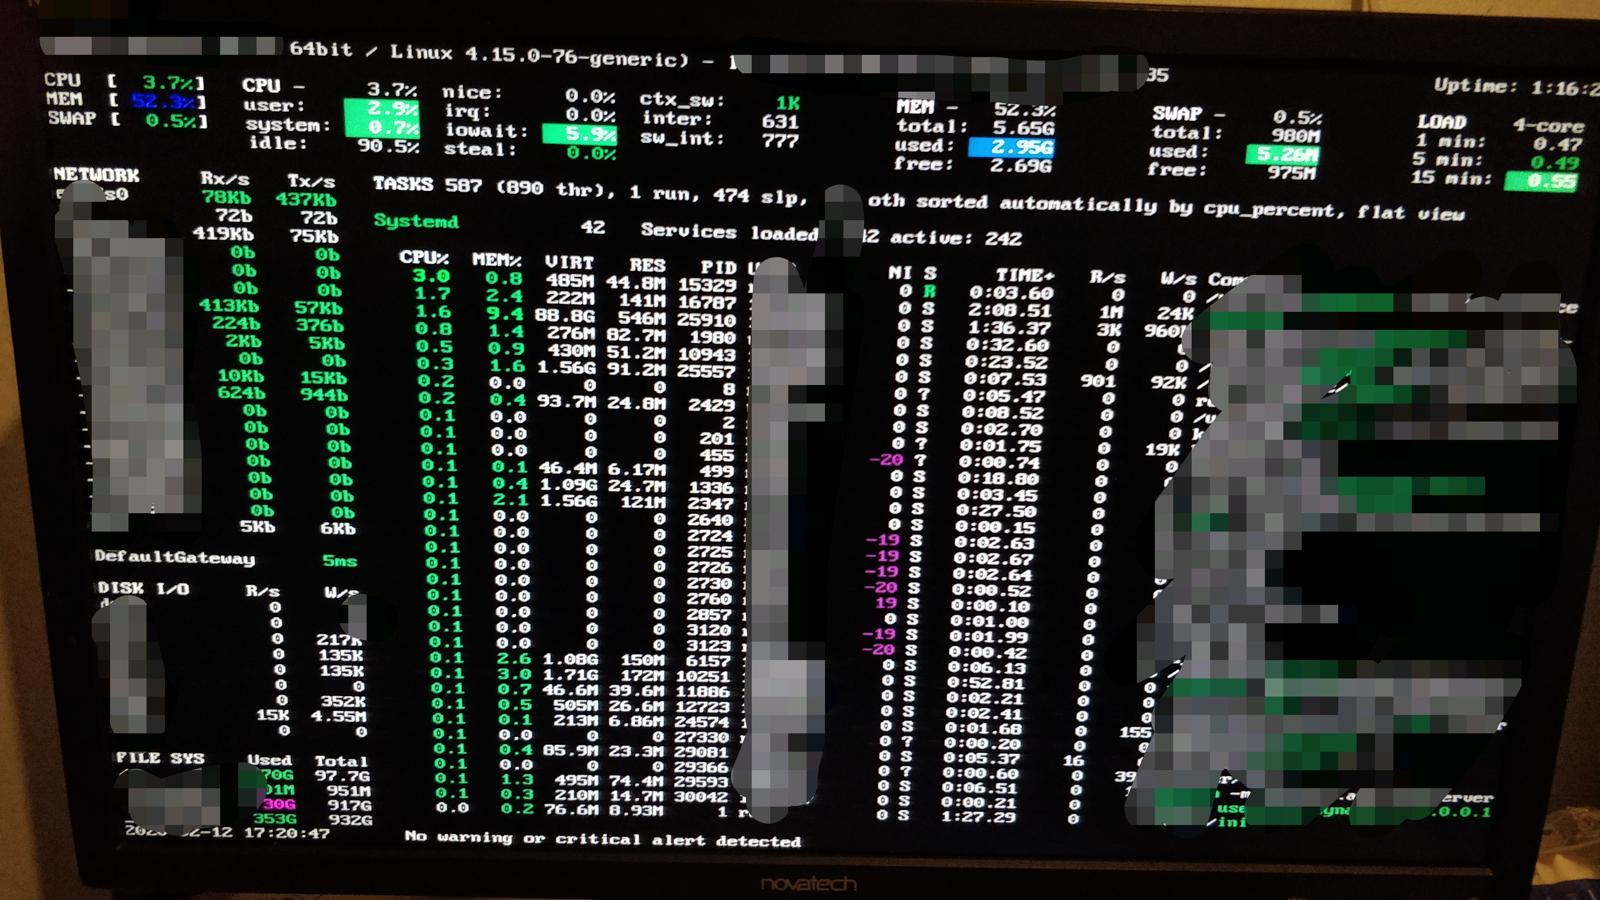 64bit / Linux 4.15.0-76-generic) - 35 Uptime: 1:16:2
CPU [ 3.7%] CPU - 3.7% nice: 0.0% ctx_sw: 1K MEM - 52.3% SWAP - 0.5% LOAD 4-core
MEM [ 52.3% user: 2.9% irq: 0.0% inter: 631 total: 5.65G total: 980M 1 min: 0.47
SWAP [ 0.5%] system: 0.7% iowait: 5.9% sw_int: 777 used: 2.95G used: 5.26M 5 min: 0.49
idle: 90.5% steal: 0.0% free: 2.69G free: 975M 15 min: 0.55
NETWORK Rx/s Tx/s
78Kb 437Kb
72b 72b
419Kb 75Kb
0b 0b
0b 0b
0b 0b
413Kb 57Kb
224b 376b
2Kb 5Kb
0b 0b
10Kb 15Kb
624b 944b
0b 0b
0b 0b
0b 0b
0b 0b
0b 0b
0b 0b
0b 0b
5Kb 6Kb
DefaultGateway 5ms
DISK I/O R/s W/s
0
0
0 217K
0 135K
0 135K
0 0
0 352K
15K 4.55M
0 0
FILE SYS Used Total
70G 97.7G
01M 951M
30G 917G
353G 932G
2-12 17:20:47
TASKS 587 (890 thr), 1 run, 474 slp, oth sorted automatically by cpu_percent, flat view
Systemd 42 Services loaded 42 active: 242
CPU% MEM% VIRT RES PID
3.0 0.8 485M 44.8M 15329
1.7 2.4 222M 141M 16787
1.6 9.4 88.8G 546M 25910
0.8 1.4 276M 82.7M 1980
0.5 0.9 430M 51.2M 10943
0.3 1.6 1.56G 91.2M 25557
0.2 0.0 0 0 8
0.2 0.4 93.7M 24.8M 2429
0.1 0.0 0 0 2
0.1 0.0 0 0 201
0.1 0.0 0 0 455
0.1 0.1 46.4M 6.17M 499
0.1 0.4 1.09G 24.7M 1336
0.1 2.1 1.56G 121M 2347
0.1 0.0 0 0 2640
0.1 0.0 0 0 2724
0.1 0.0 0 0 2725
0.1 0.0 0 0 2726
0.1 0.0 0 0 2730
0.1 0.0 0 0 2760
0.1 0.0 0 0 2857
0.1 0.0 0 0 3120
0.1 0.0 0 0 3123
0.1 2.6 1.08G 150M 6157
0.1 3.0 1.71G 172M 10251
0.1 0.7 46.6M 39.6M 11886
0.1 0.5 505M 26.6M 12723
0.1 0.1 213M 6.86M 24574
0.1 0.0 0 0 27330
0.1 0.4 85.9M 23.3M 29081
0.1 0.0 0 0 29366
0.1 1.3 495M 74.4M 29593
0.1 0.3 210M 14.7M 30042
0.0 0.2 76.6M 8.93M 1
NI S TIME+ R/s W/s Com
0 R 0:03.60 0 0
0 S 2:08.51 1M 24K
0 S 1:36.37 3K 960K
0 S 0:32.60 0 0
0 S 0:23.52 0 0
0 S 0:07.53 901 92K
0 ? 0:05.47 0 0
0 S 0:08.52 0 0
0 S 0:02.70 0 0
0 ? 0:01.75 0 19K
-20 ? 0:00.74 0 0
0 S 0:18.80 0 0
0 S 0:03.45 0 0
0 S 0:27.50 0 0
0 S 0:00.15 0 0
-19 S 0:02.63 0 0
-19 S 0:02.67 0 0
-19 S 0:02.64 0 0
-20 S 0:00.52 0 0
19 S 0:00.10 0 0
0 S 0:01.00 0 0
-19 S 0:01.99 0 0
-20 S 0:00.42 0 0
0 S 0:06.13 0 0
0 S 0:52.81 0 0
0 S 0:02.21 0 0
0 S 0:02.41 0 0
0 S 0:01.68 0 155
0 ? 0:00.20 0 0
0 S 0:05.37 16
0 ? 0:00.60 0 39
0 S 0:06.51 0
0 S 0:00.21 0
0 S 1:27.29 0
No warning or critical alert detected
novatech